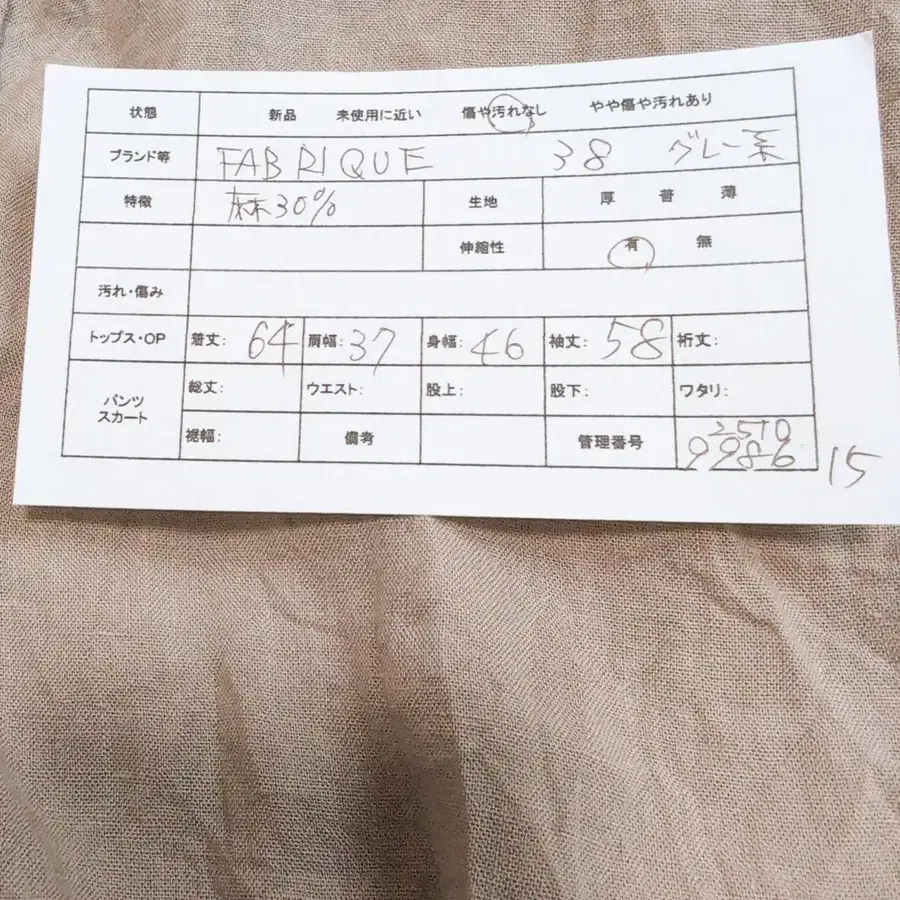 状態 新品 未使用に近い 傷や汚れなし やや傷や汚れあり
ブランド等 FABRIQUE 38 グレー系
特徴 麻30% 生地 厚 普 薄
伸縮性 有 無
汚れ・傷み
トップス・OP 着丈: 64 肩幅: 37 身幅: 46 袖丈: 58 裄丈:
パンツ スカート 総丈: ウエスト: 股上: 股下: ワタリ:
裾幅: 備考 管理番号 2510
9986 15